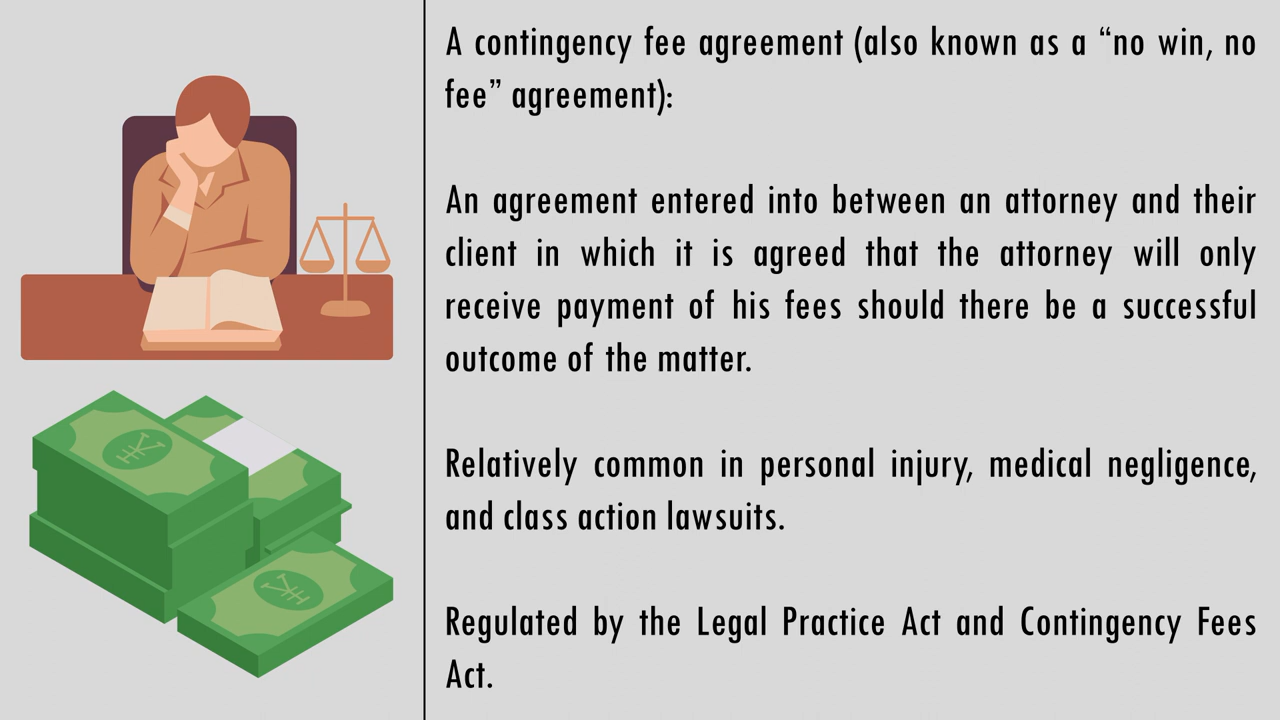 A contingency fee agreement (also known as a “no win, no
fee” agreement):
An agreement entered into between an attorney and their
client in which it is agreed that the attorney will only
receive payment of his fees should there be a successful
outcome of the matter.
Relatively common in personal injury, medical negligence,
and class action lawsuits.
Regulated by the Legal Practice Act and Contingency Fees
Act.